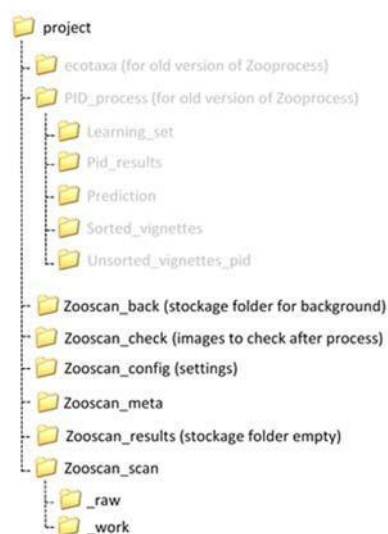 project
ecotaxa (for old version of Zooprocess)
PID_process (for old version of Zooprocess)
Learning_set
Pid_results
Prediction
Sorted_vignettes
Unsorted_vignettes_pid
Zooscan_back (stockage folder for background)
Zooscan_check (images to check after process)
Zooscan_config (settings)
Zooscan_meta
Zooscan_results (stockage folder empty)
Zooscan_scan
_raw
_work